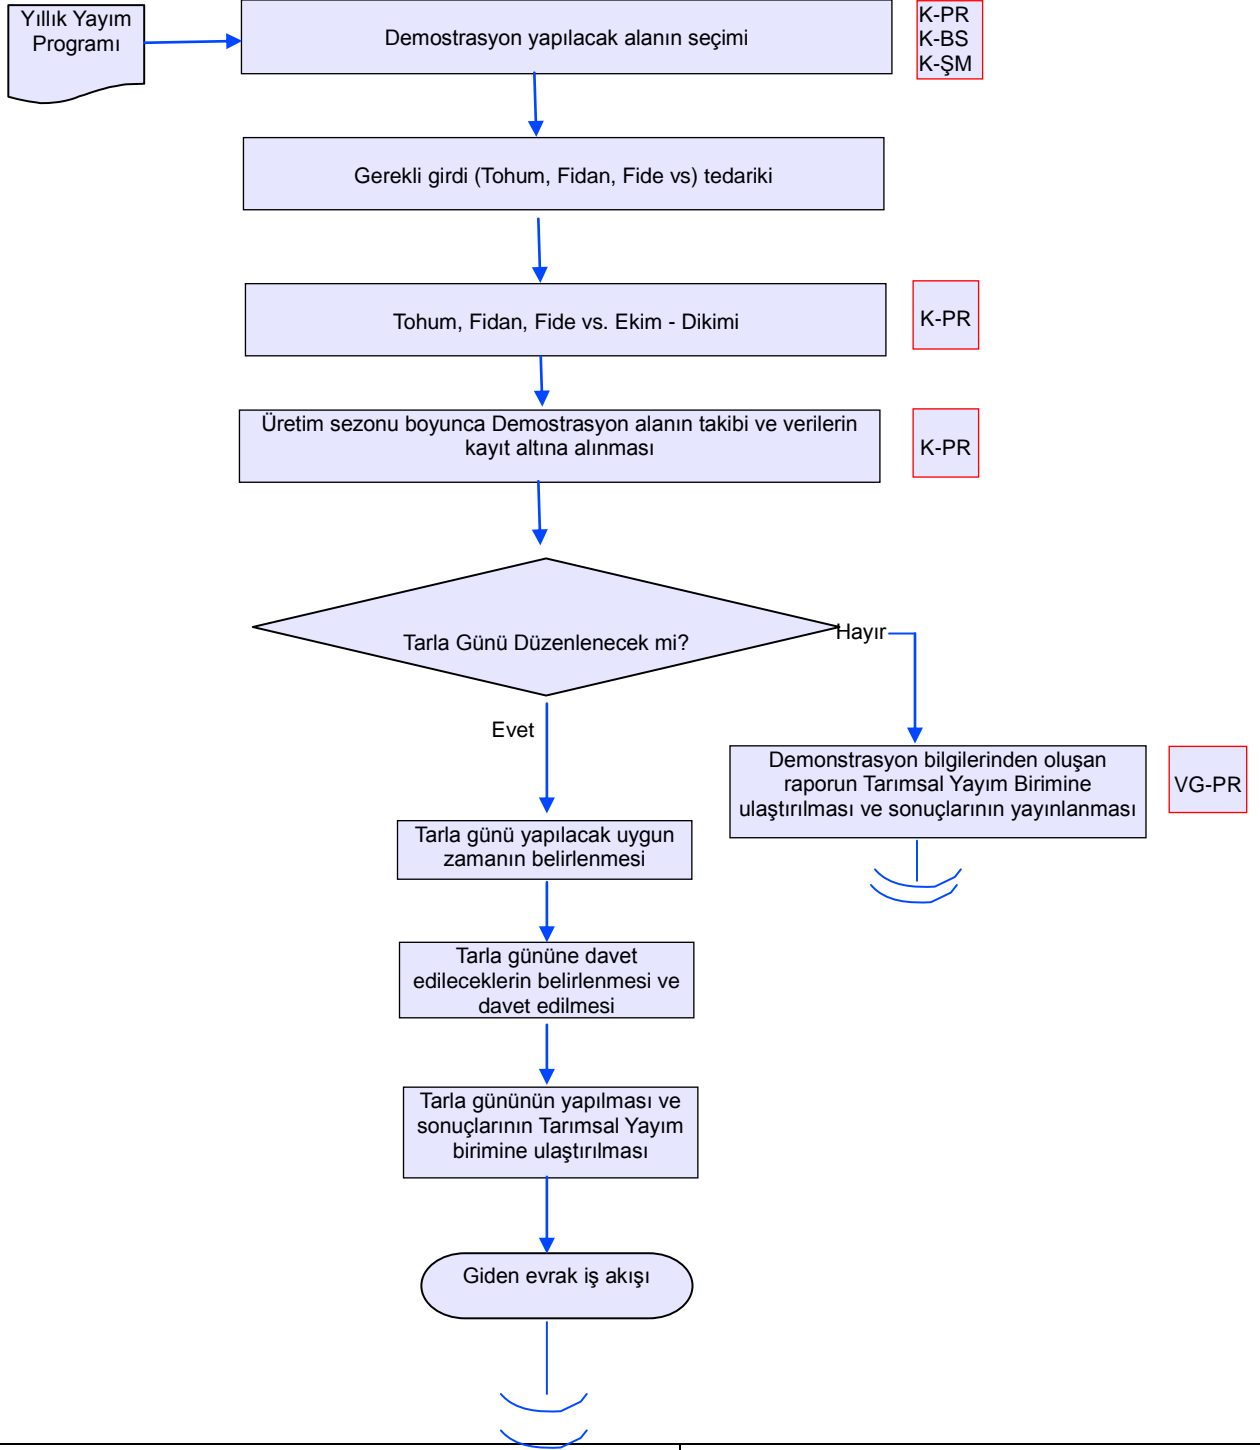 Yıllık Yayım
Programı
Demostrasyon yapılacak alanın seçimi
K-PR
K-BS
K-ŞM
Gerekli girdi (Tohum, Fidan, Fide vs) tedariki
Tohum, Fidan, Fide vs. Ekim - Dikimi
K-PR
Üretim sezonu boyunca Demostrasyon alanın takibi ve verilerin
kayıt altına alınması
K-PR
Tarla Günü Düzenlenecek mi?
Hayır
Evet
Demonstrasyon bilgilerinden oluşan
raporun Tarımsal Yayım Birimine
ulaştırılması ve sonuçlarının yayınlanması
VG-PR
Tarla günü yapılacak uygun
zamanın belirlenmesi
Tarla gününe davet
edileceklerin belirlenmesi ve
davet edilmesi
Tarla gününün yapılması ve
sonuçlarının Tarımsal Yayım
birimine ulaştırılması
Giden evrak iş akışı